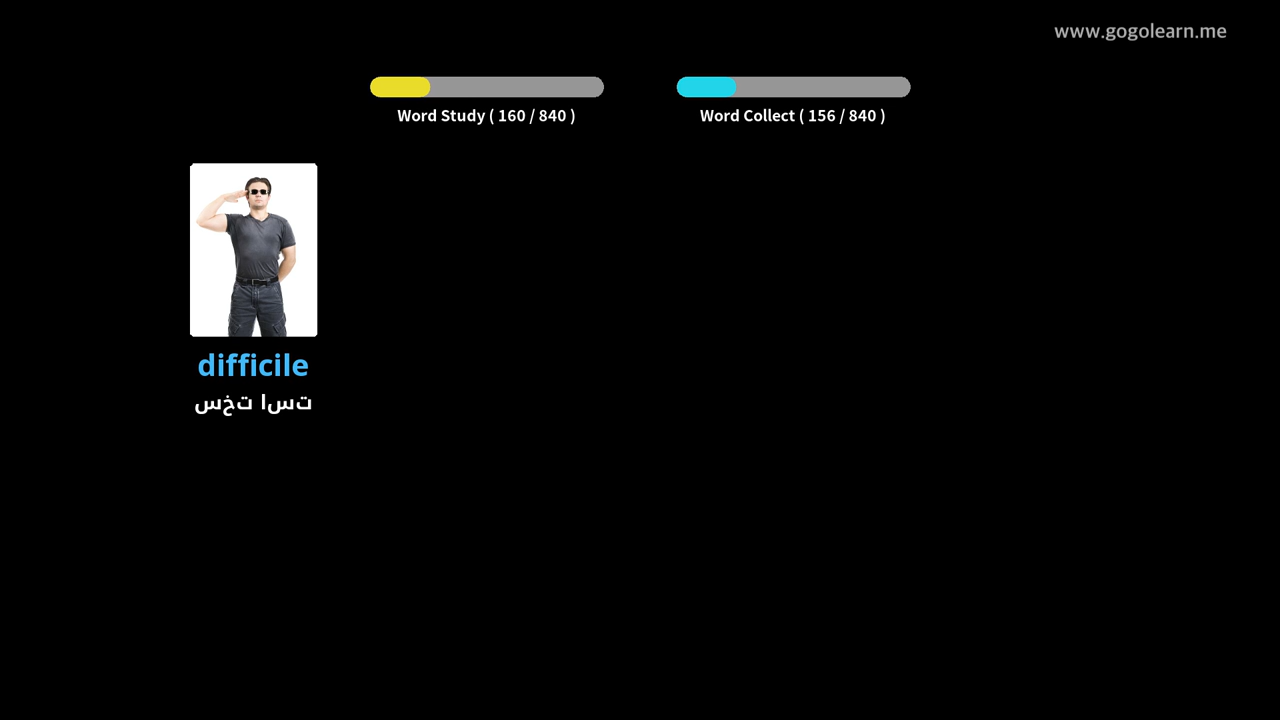 www.gogolearn.me
Word Study ( 160 / 840 )
Word Collect ( 156 / 840 )
difficile
سخت است